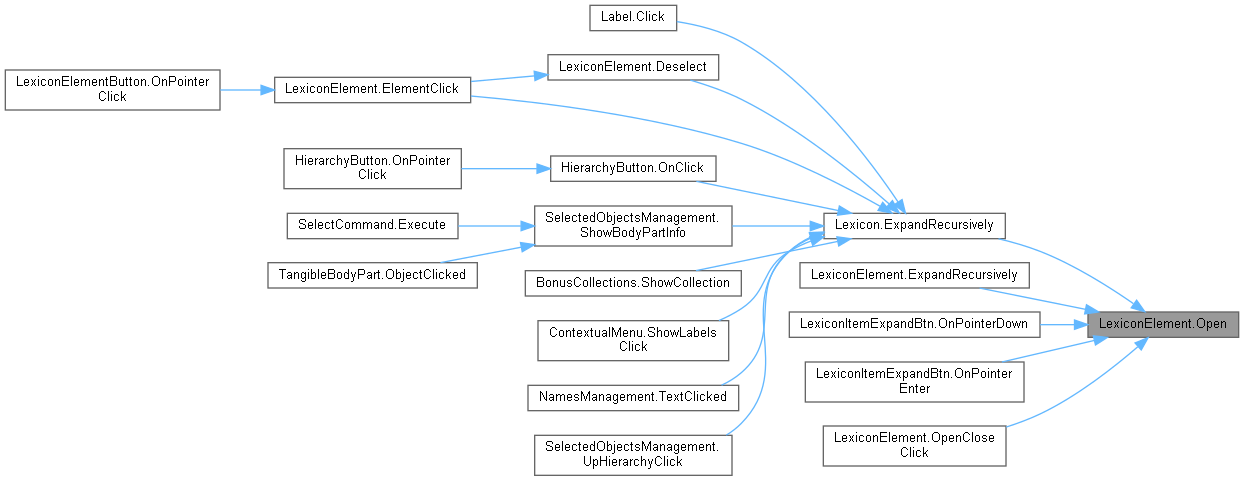 Label.Click
LexiconElement.Deselect
LexiconElementButton.OnPointer
Click
LexiconElement.ElementClick
HierarchyButton.OnPointer
Click
HierarchyButton.OnClick
SelectCommand.Execute
SelectedObjectsManagement.
ShowBodyPartInfo
Lexicon.ExpandRecursively
TangibleBodyPart.ObjectClicked
BonusCollections.ShowCollection
LexiconElement.ExpandRecursively
ContextualMenu.ShowLabels
Click
LexiconItemExpandBtn.OnPointerDown
LexiconElement.Open
NamesManagement.TextClicked
LexiconItemExpandBtn.OnPointer
Enter
SelectedObjectsManagement.
UpHierarchyClick
LexiconElement.OpenClose
Click